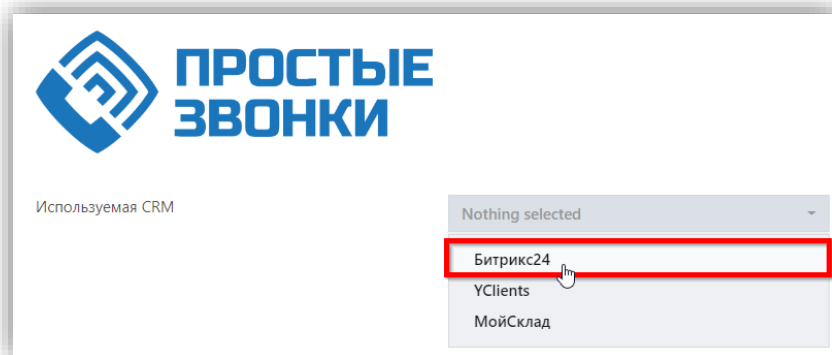 ПРОСТЫЕ
ЗВОНКИ
Используемая CRM
Nothing selected
Битрикс24
YClients
МойСклад